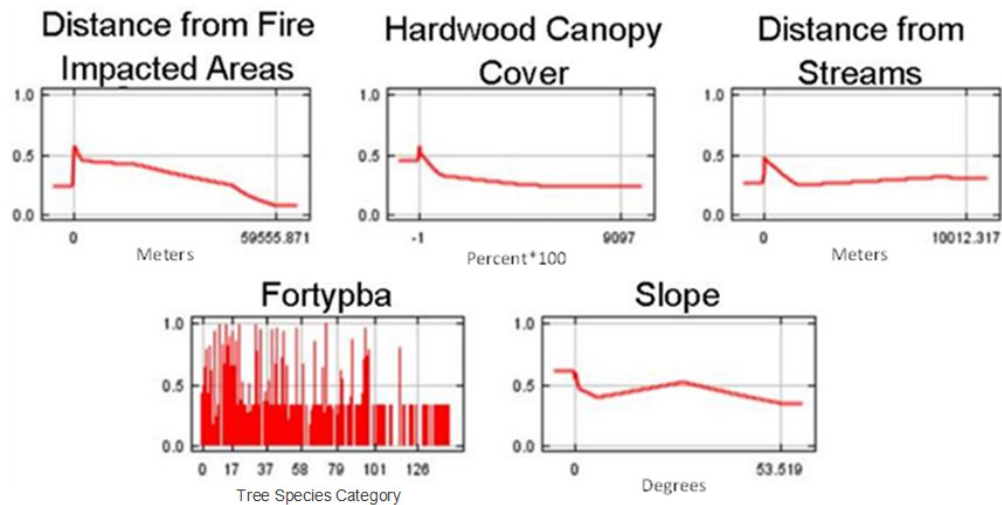 Distance from Fire
Impacted Areas
1.0
0.5
0.0
0
59555.871
Meters
Hardwood Canopy
Cover
1.0
0.5
0.0
-1
9097
Percent*100
Distance from
Streams
1.0
0.5
0.0
0
10012.317
Meters
Fortypba
1.0
0.5
0.0
0 17 37 58 79 101 126
Tree Species Category
Slope
1.0
0.5
0.0
0
53.519
Degrees